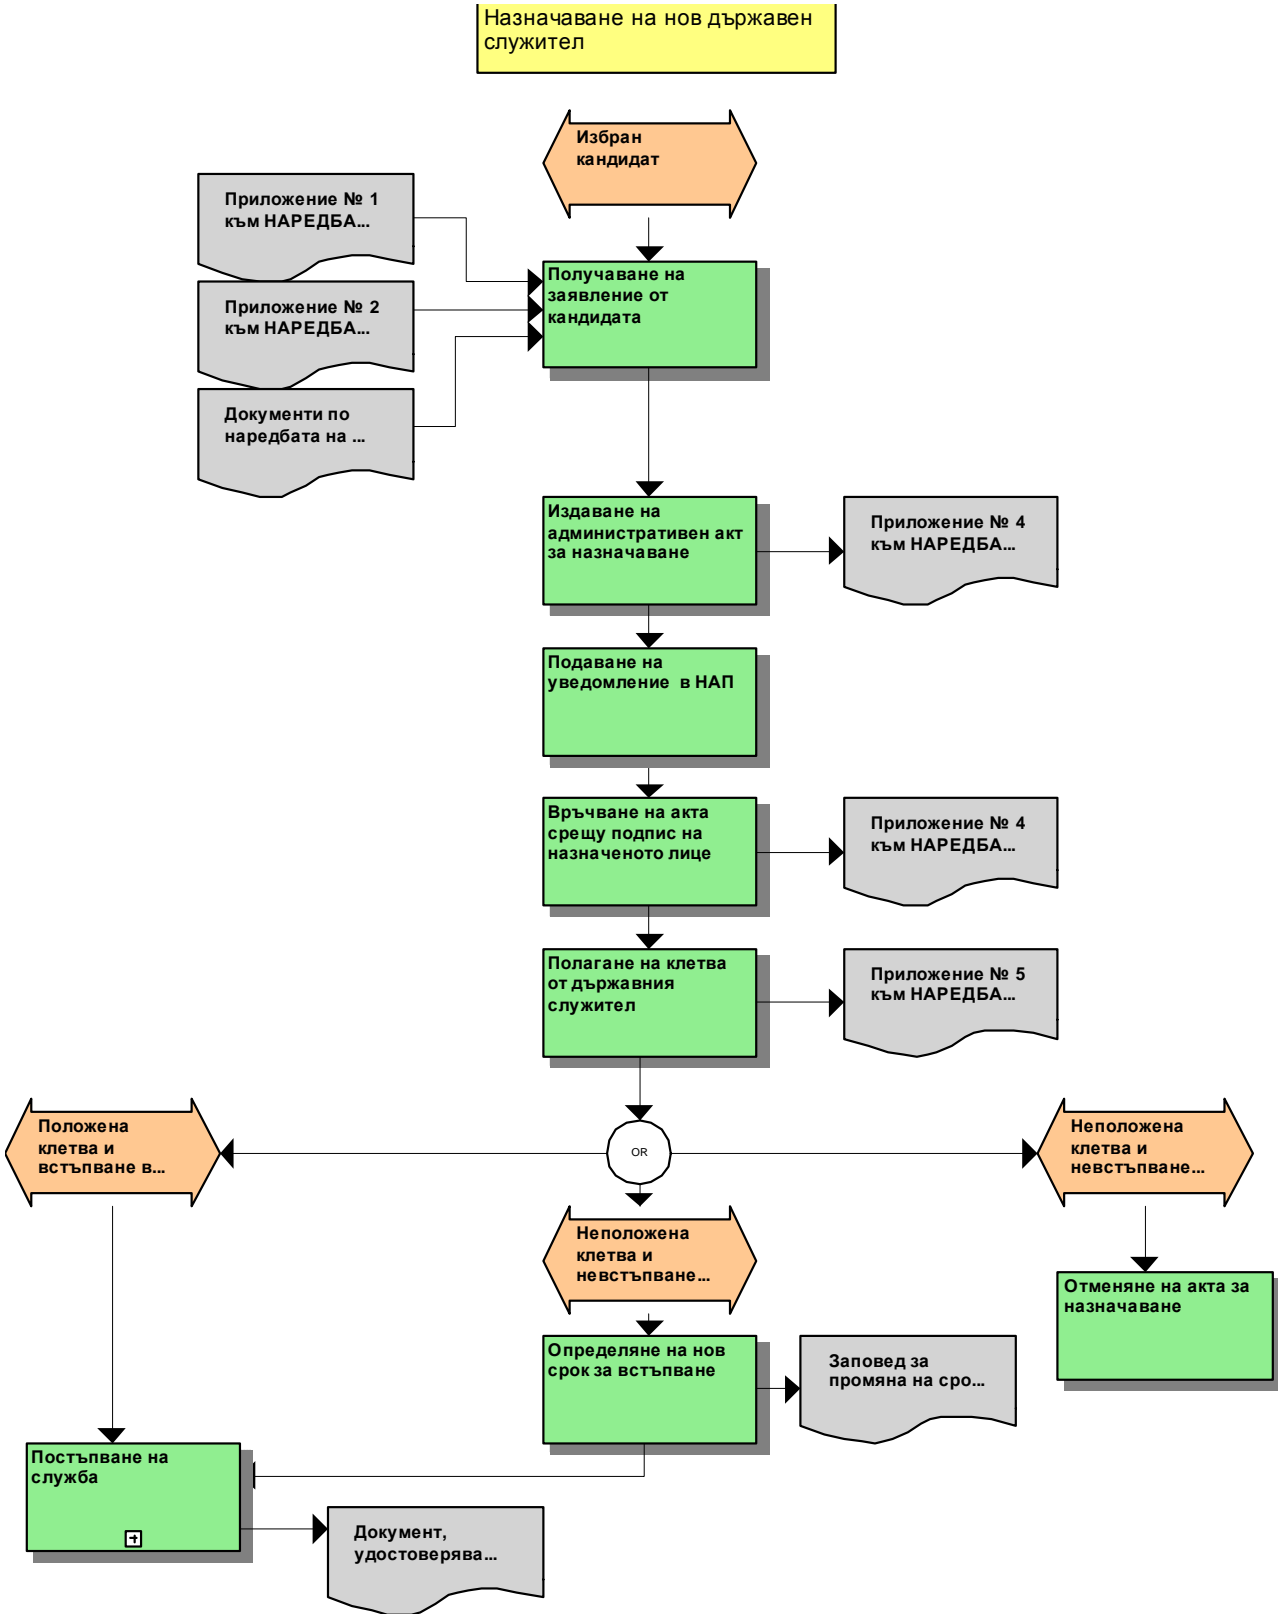 Назначаване на нов държавен
служител
Избран
кандидат
Приложение № 1
към НАРЕДБА...
Получаване на
заявление от
кандидата
Приложение № 2
към НАРЕДБА...
Документи по
наредбата на ...
Издаване на
административен акт
за назначаване
Приложение № 4
към НАРЕДБА...
Подаване на
уведомление  в НАП
Връчване на акта
срещу подпис на
назначеното лице
Приложение № 4
към НАРЕДБА...
Полагане на клетва
от държавния
служител
Приложение № 5
към НАРЕДБА...
Положена
клетва и
встъпване в...
OR
Неположена
клетва и
невстъпване...
Неположена
клетва и
невстъпване...
Отменяне на акта за
назначаване
Определяне на нов
срок за встъпване
Заповед за
промяна на сро...
Постъпване на
служба
Документ,
удостоверява...